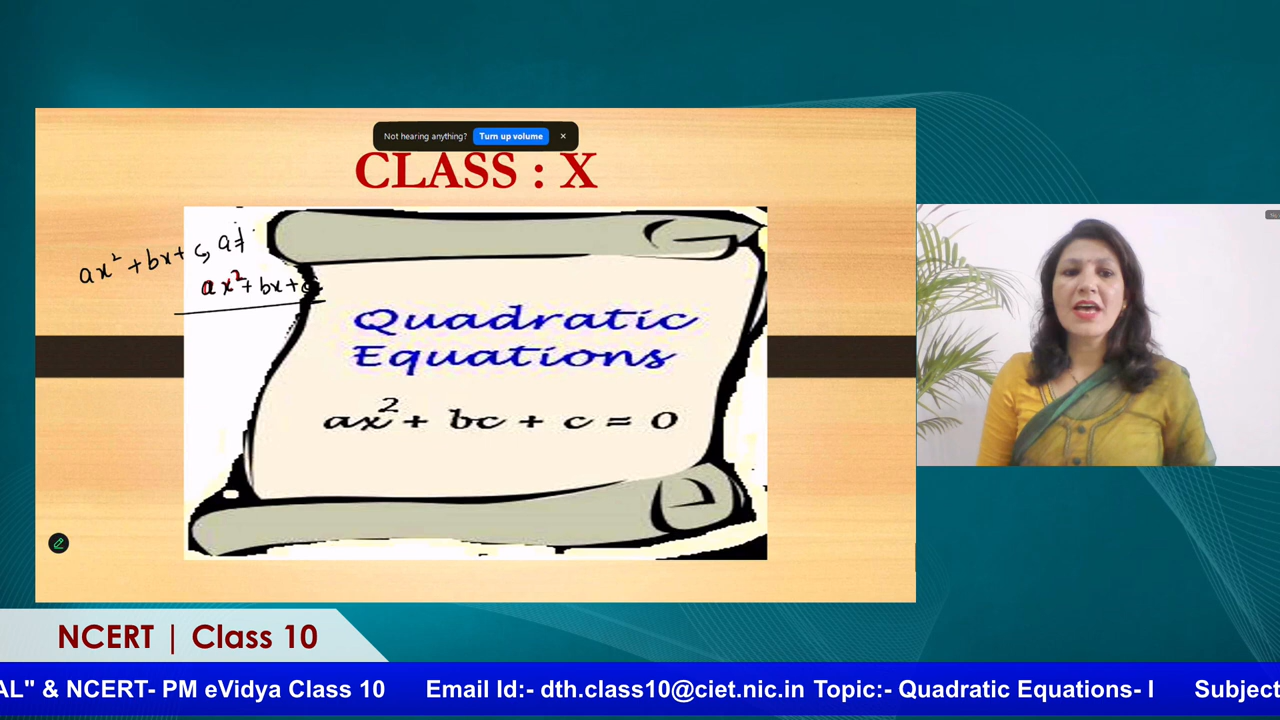 Not hearing anything? Turn up volume
CLASS : X
ax² + bx + c, a≠
ax² + bx + c
Quadratic
Equations
ax² + bc + c = 0
NCERT | Class 10
AL" & NCERT- PM eVidya Class 10 Email Id:- dth.class10@ciet.nic.in Topic:- Quadratic Equations- I Subject